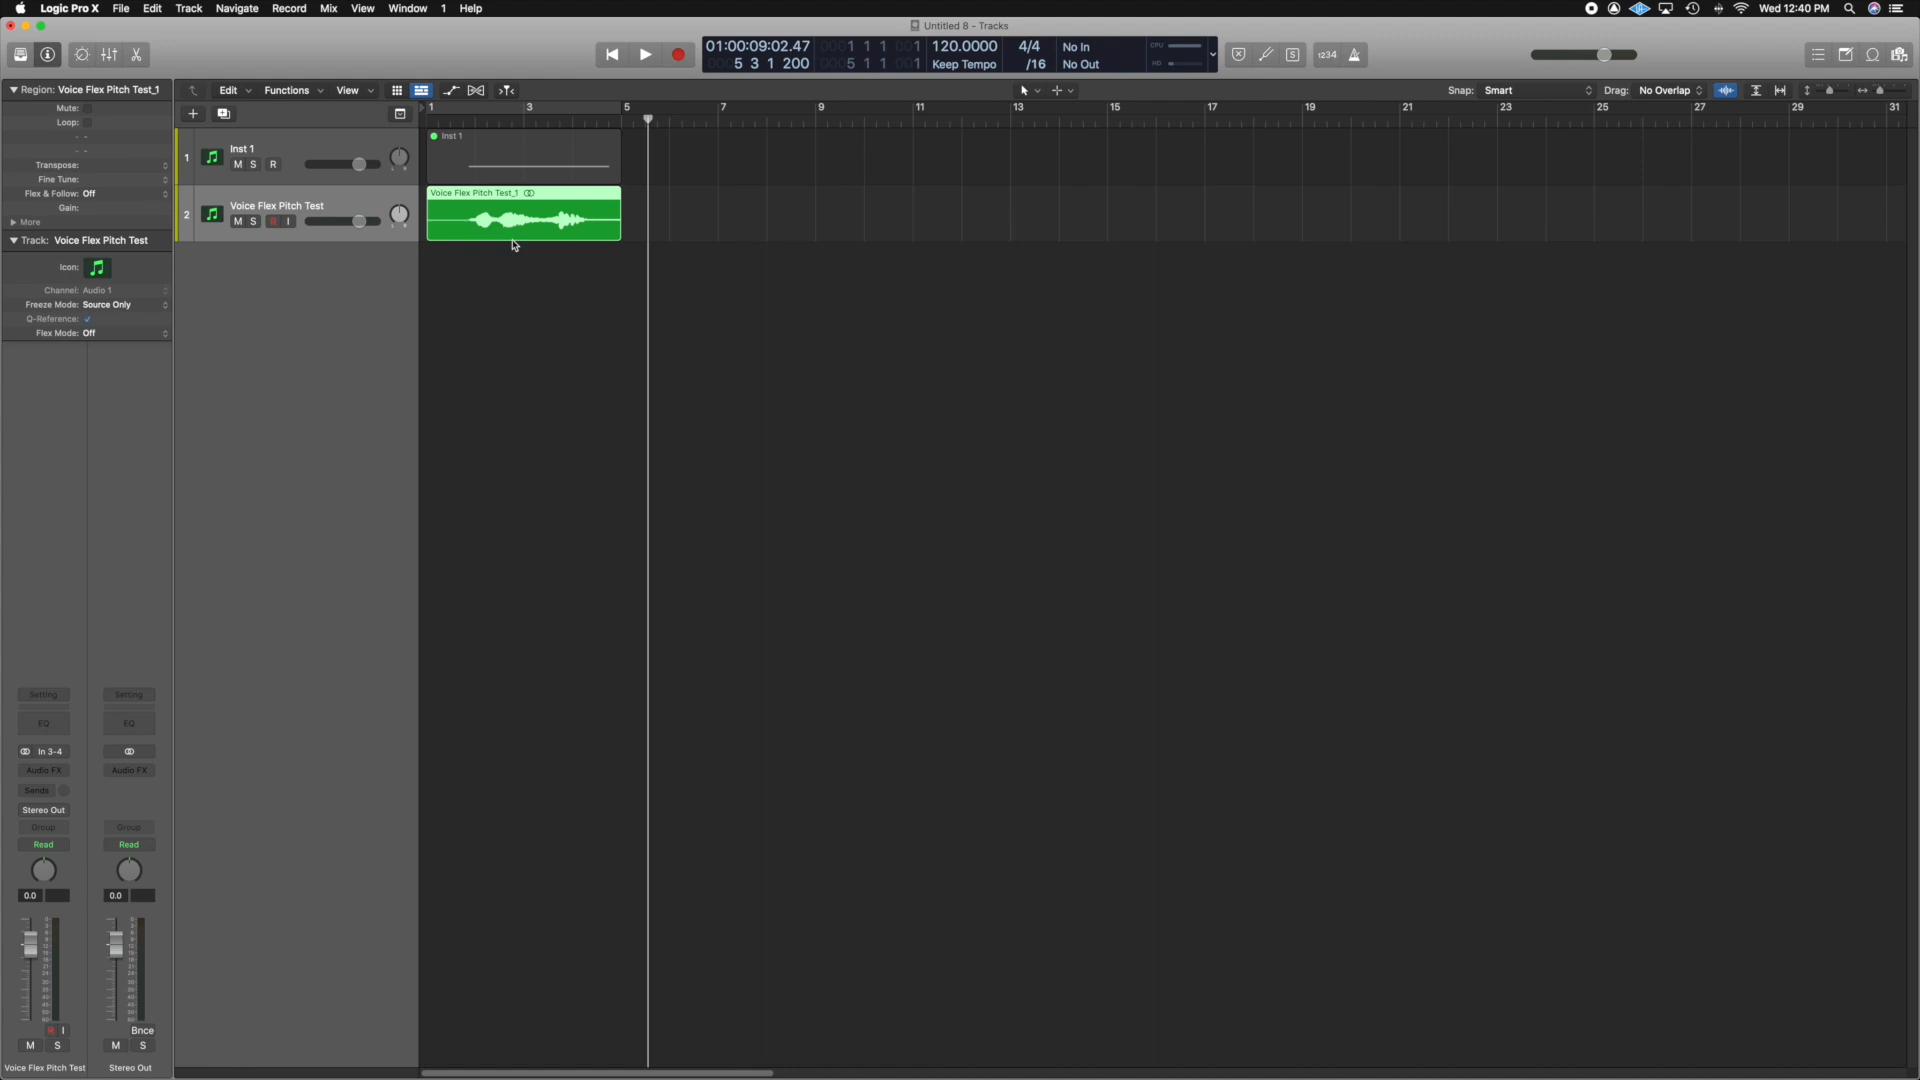 Logic Pro X File Edit Track Navigate Record Mix View Window 1 Help
Wed 12:40 PM
Untitled 8 - Tracks
01:00:09:02.47
5 3 1 200
120.0000
Keep Tempo
4/4
/16
No In
No Out
CPU
HD
1234
Region: Voice Flex Pitch Test_1
Mute:
Loop:
Transpose:
Fine Tune:
Flex & Follow: Off
Gain:
More
Track: Voice Flex Pitch Test
Icon:
Channel: Audio 1
Freeze Mode: Source Only
Q-Reference:
Flex Mode: Off
Edit Functions View
Snap: Smart
Drag: No Overlap
1 3 5 7 9 11 13 15 17 19 21 23 25 27 29 31
1 Inst 1
M S R
2 Voice Flex Pitch Test
M S R I
Inst 1
Voice Flex Pitch Test_1
Setting Setting
EQ EQ
In 3-4
Audio FX Audio FX
Sends
Stereo Out
Group Group
Read Read
0.0 0.0
R I
Bnce
M S M S
Voice Flex Pitch Test Stereo Out